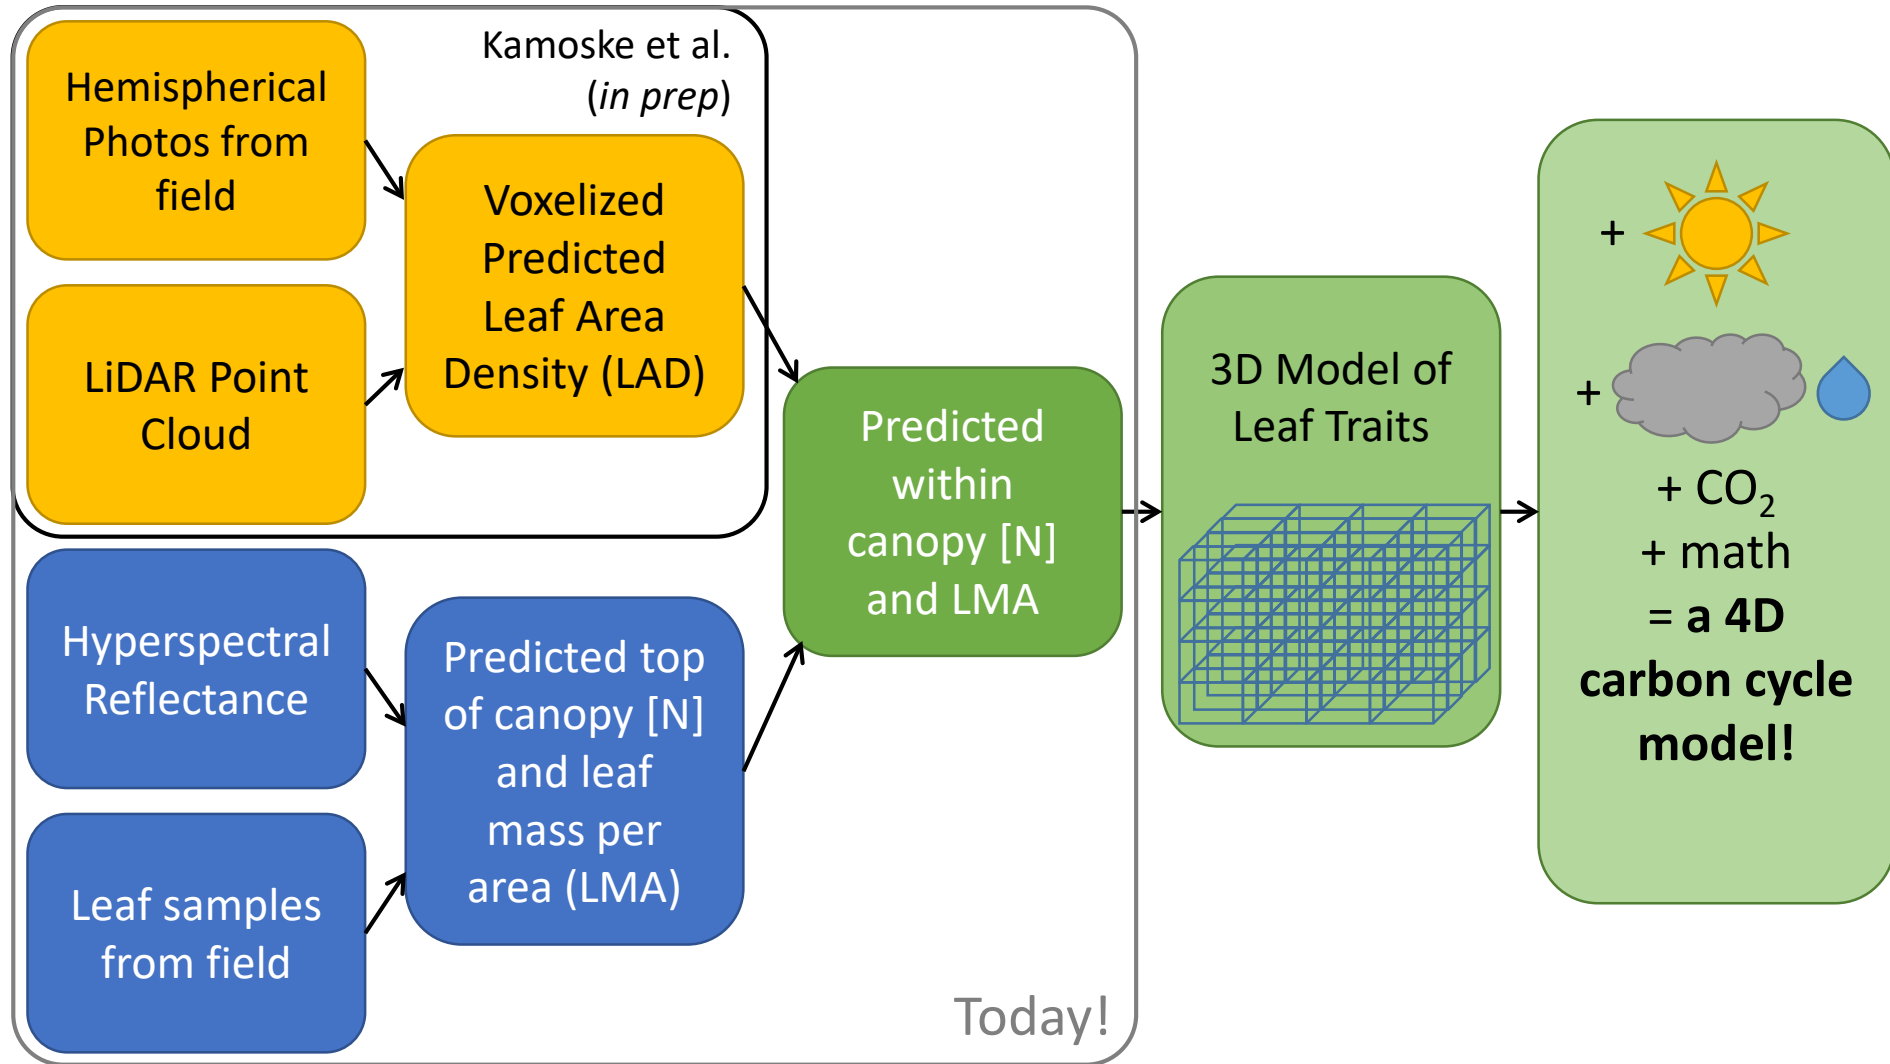 Hemispherical
Photos from
field
Kamoske et al.
(in prep)
LiDAR Point
Cloud
Voxelized
Predicted
Leaf Area
Density (LAD)
Hyperspectral
Reflectance
Leaf samples
from field
Predicted top
of canopy [N]
and leaf
mass per
area (LMA)
Predicted
within
canopy [N]
and LMA
Today!
3D Model of
Leaf Traits
+
+
+ CO₂
+ math
= a 4D
carbon cycle
model!